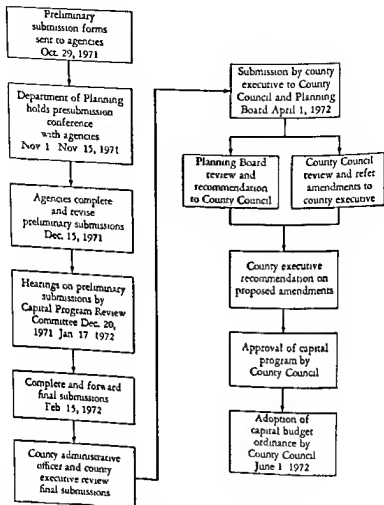 Preliminary
submission forms
sent to agencies
Oct. 29, 1971
Department of Planning
holds presubmission
conference
with agencies
Nov 1 Nov 15, 1971
Agencies complete
and revise
preliminary submissions
Dec. 15, 1971
Hearings on preliminary
submissions by
Capital Program Review
Committee Dec. 20,
1971 Jan 17 1972
Complete and forward
final submissions
Feb 15, 1972
County administrative
officer and county
executive review
final submissions
Submission by county
executive to County
Council and Planning
Board April 1, 1972
Planning Board
review and
recommendation
to County Council
County Council
review and refer
amendments to
county executive
County executive
recommendation on
proposed amendments
Approval of capital
program by
County Council
Adoption of
capital budget
ordinance by
County Council
June 1 1972